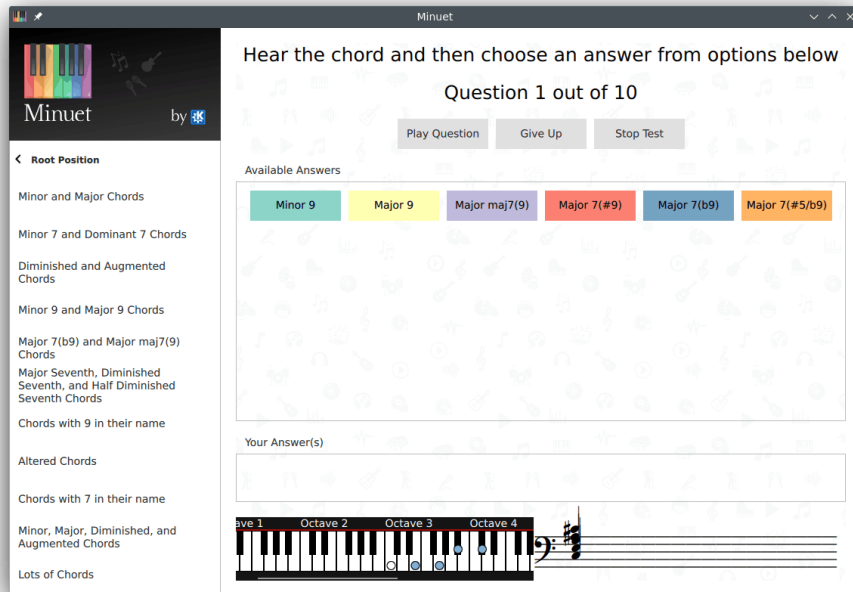 Minuet
Minuet
by
Root Position
Minor and Major Chords
Minor 7 and Dominant 7 Chords
Diminished and Augmented
Chords
Minor 9 and Major 9 Chords
Major 7(b9) and Major maj7(9)
Chords
Major Seventh, Diminished
Seventh, and Half Diminished
Seventh Chords
Chords with 9 in their name
Altered Chords
Chords with 7 in their name
Minor, Major, Diminished, and
Augmented Chords
Lots of Chords
Hear the chord and then choose an answer from options below
Question 1 out of 10
Play Question Give Up Stop Test
Available Answers
Minor 9 Major 9 Major maj7(9) Major 7(#9) Major 7(b9) Major 7(#5/b9)
Your Answer(s)
ave 1 Octave 2 Octave 3 Octave 4